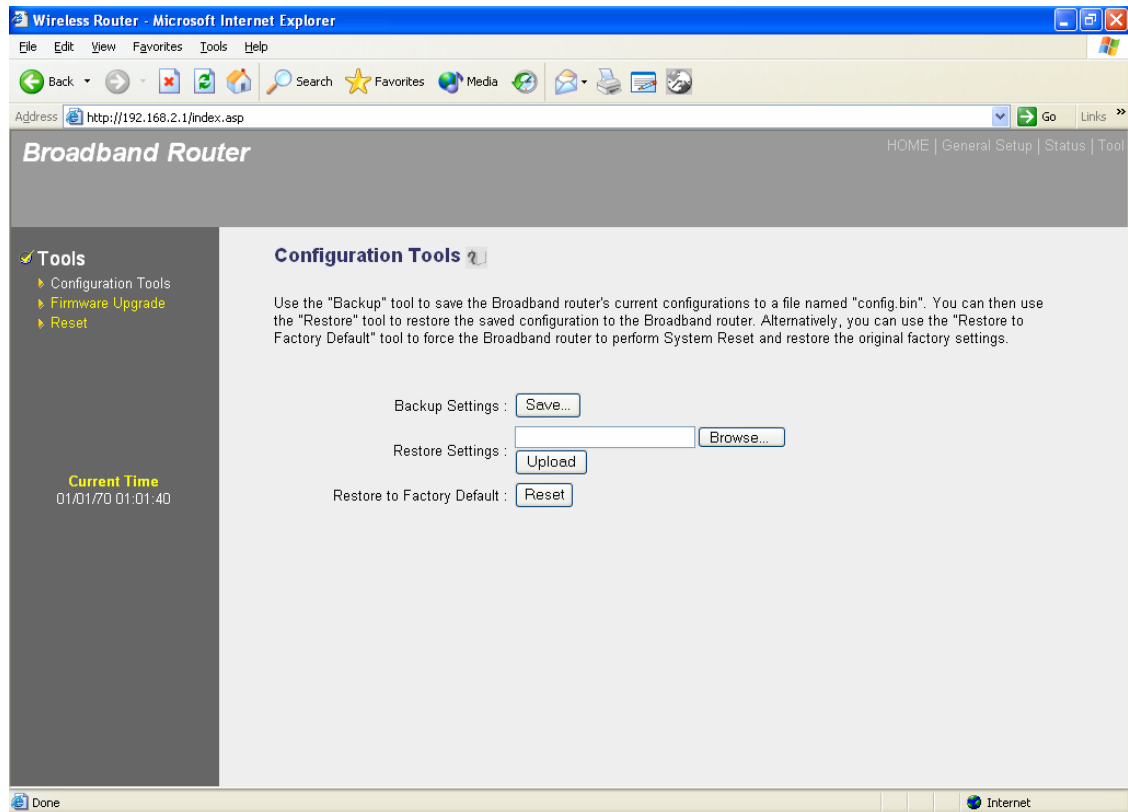 Wireless Router - Microsoft Internet Explorer
File Edit View Favorites Tools Help
Back Search Favorites Media
Address http://192.168.2.1/index.asp Go Links »
Broadband Router
HOME | General Setup | Status | Tool
Tools
Configuration Tools
Firmware Upgrade
Reset
Current Time
01/01/70 01:01:40
Configuration Tools
Use the "Backup" tool to save the Broadband router's current configurations to a file named "config.bin". You can then use
the "Restore" tool to restore the saved configuration to the Broadband router. Alternatively, you can use the "Restore to
Factory Default" tool to force the Broadband router to perform System Reset and restore the original factory settings.
Backup Settings : Save...
Restore Settings : Browse...
Upload
Restore to Factory Default : Reset
Done Internet